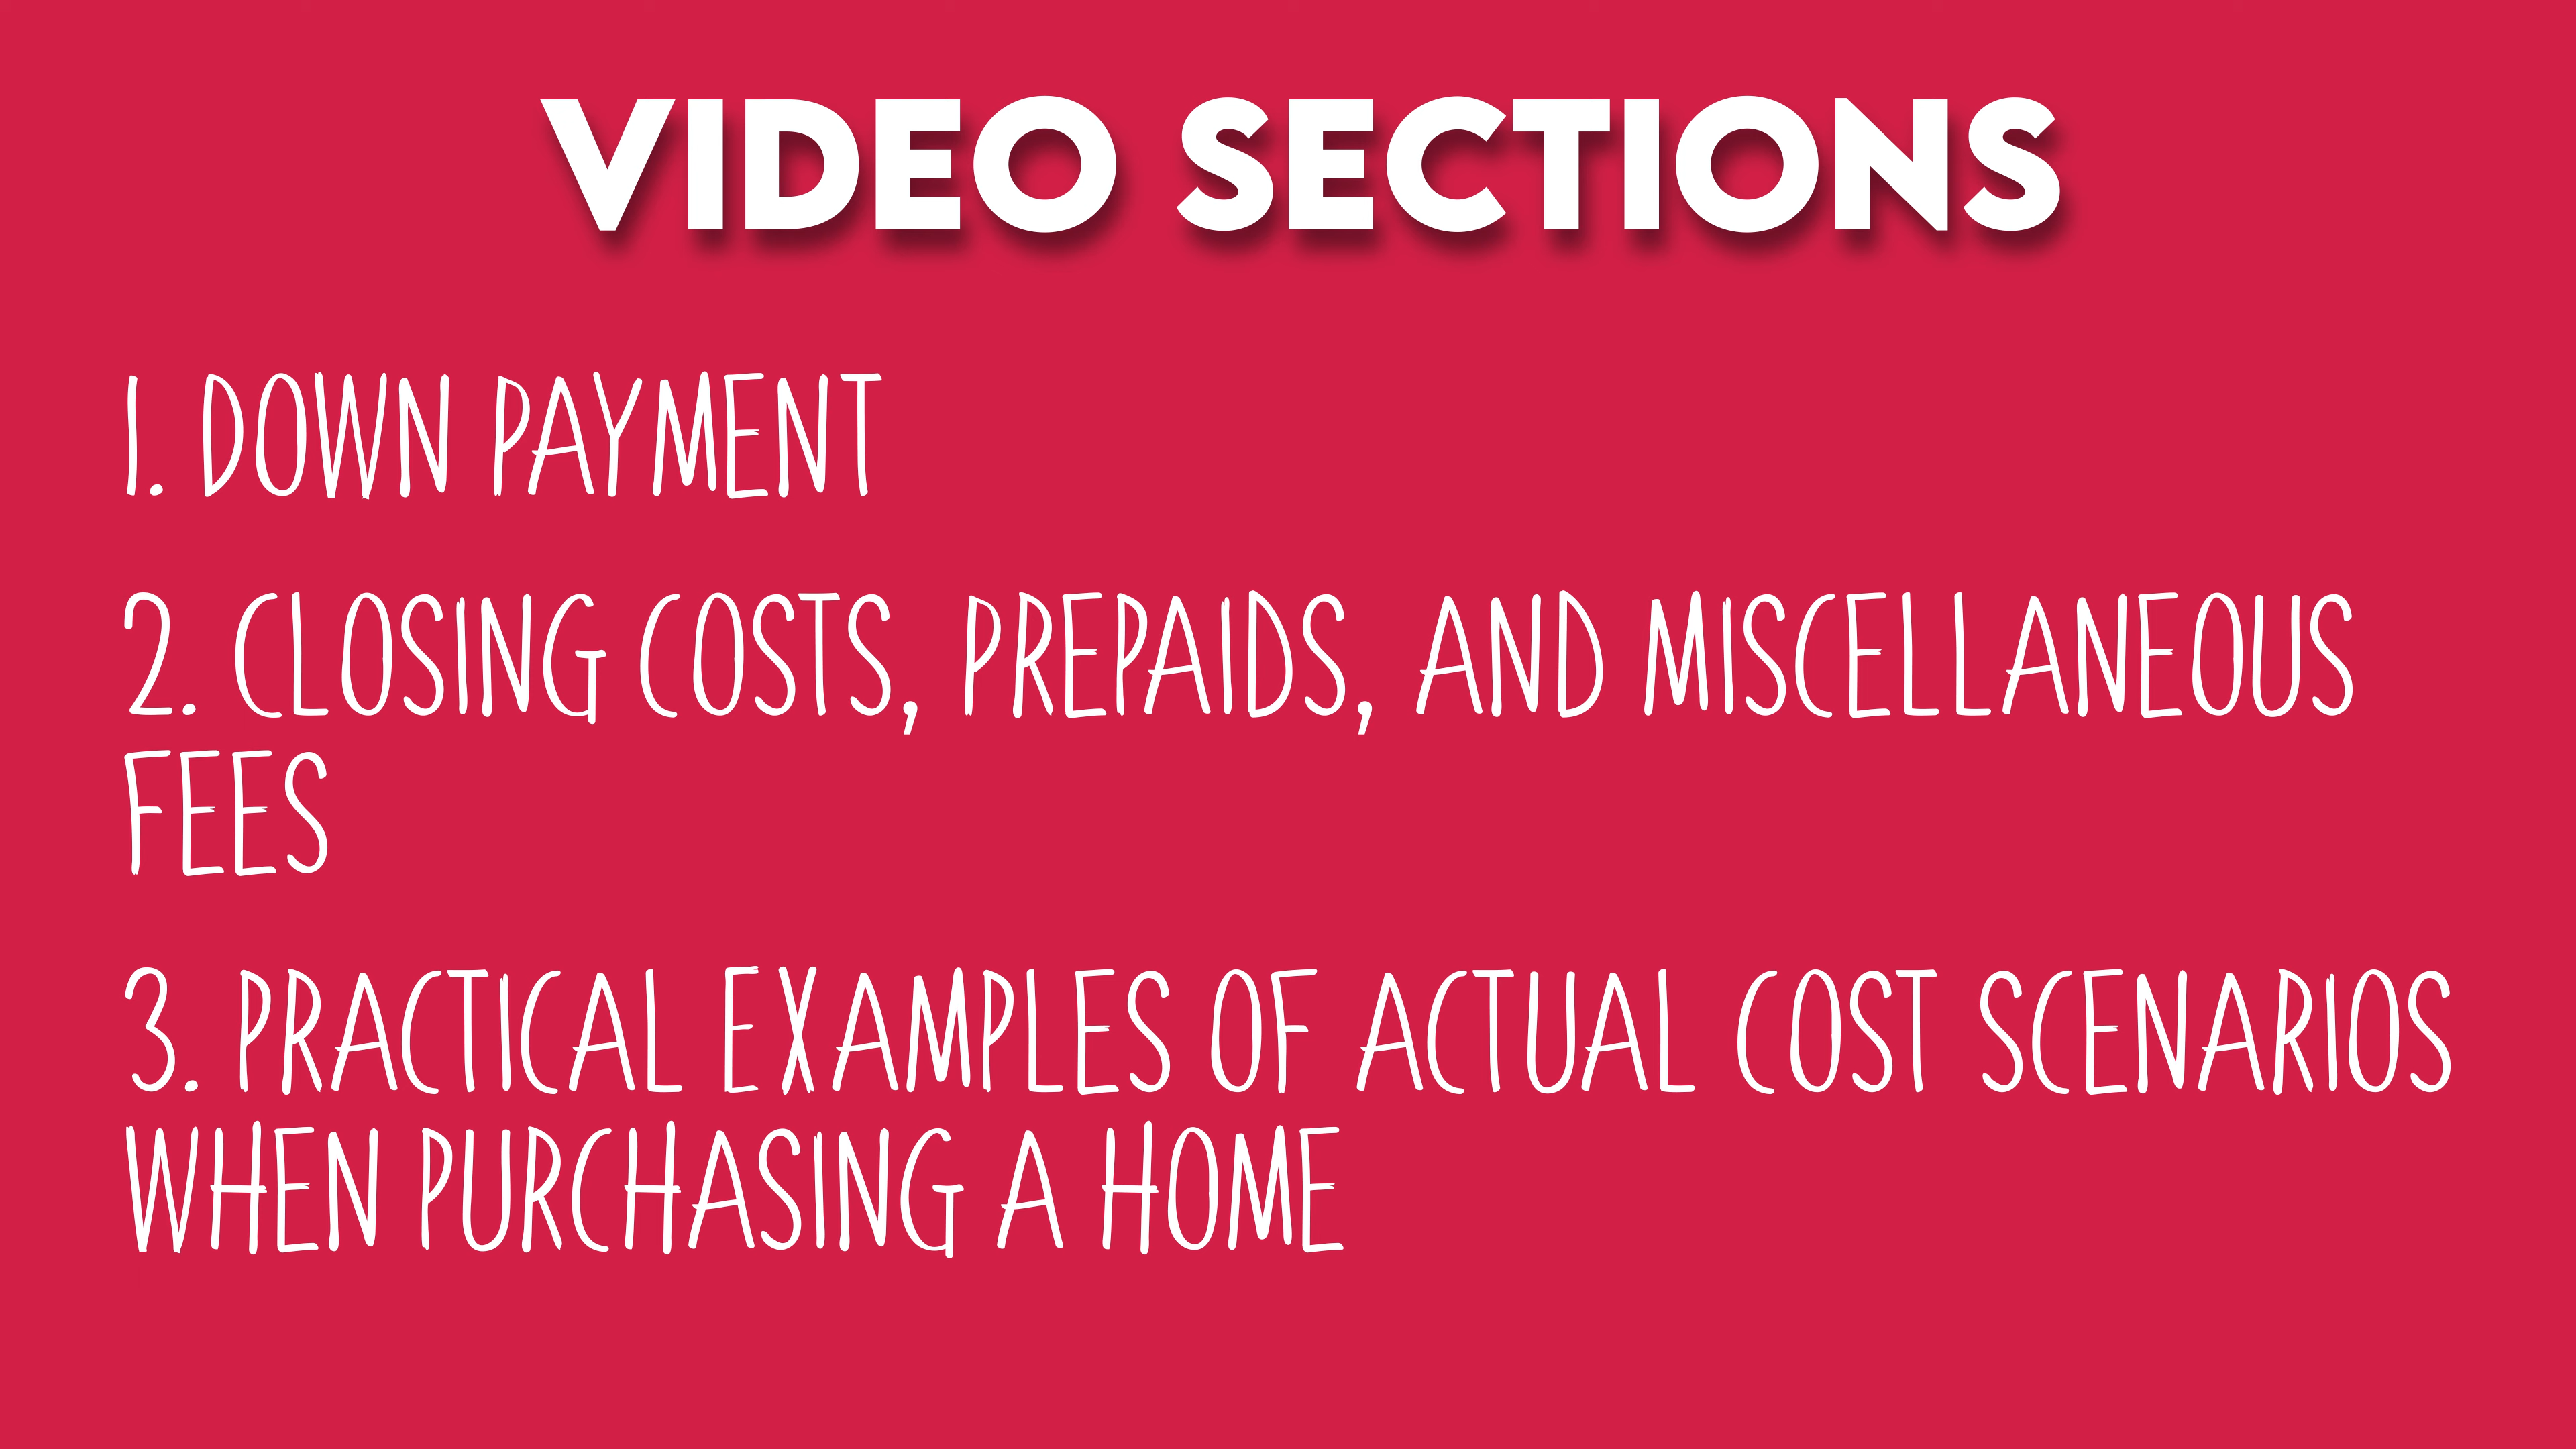 VIDEO SECTIONS
1. DOWN PAYMENT
2. CLOSING COSTS, PREPAIDS, AND MISCELLANEOUS
FEES
3. PRACTICAL EXAMPLES OF ACTUAL COST SCENARIOS
WHEN PURCHASING A HOME